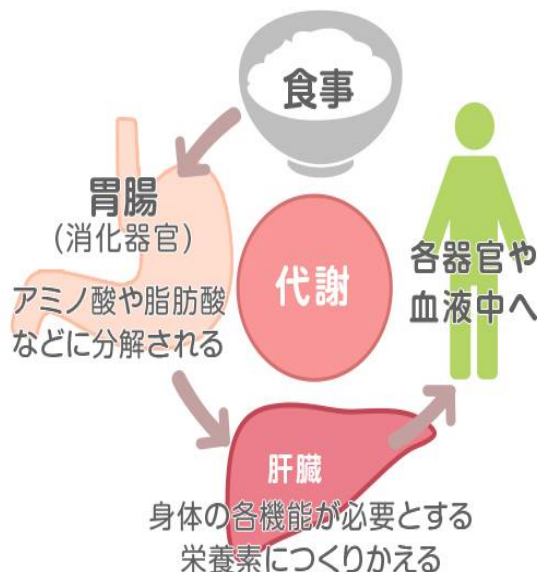 食事
胃腸
(消化器官)
アミノ酸や脂肪酸
などに分解される
代謝
各器官や
血液中へ
肝臓
身体の各機能が必要とする
栄養素につくりかえる